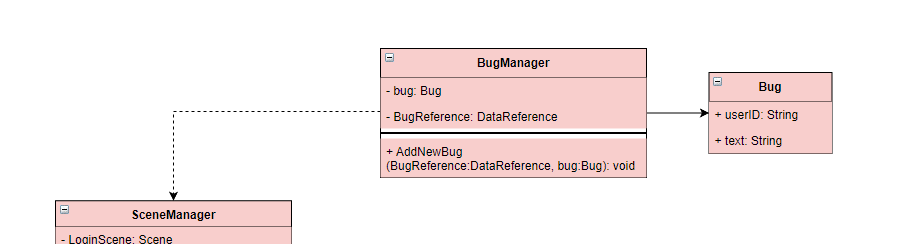 BugManager
- bug: Bug
- BugReference: DataReference
+ AddNewBug
(BugReference:DataReference, bug:Bug): void
Bug
+ userID: String
+ text: String
SceneManager
- LoginScene: Scene